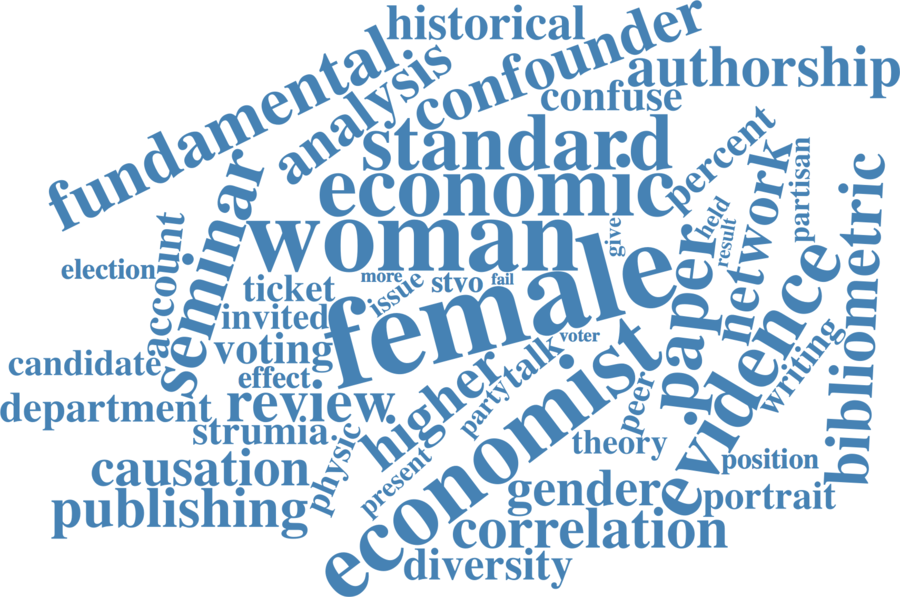 historical
fundamental
confounder
analysis
authorship
confuse
standard
percent
economic
seminar
woman
network
partisan
bibliometric
held
give
result
account
election
more
issue
stvo
fail
ticket
female
paper
evidence
invited
voting
voter
candidate
effect
higher
party
talk
economist
peer
writing
department
review
strumia
theory
physic
causation
present
position
gender
portrait
publishing
correlation
diversity